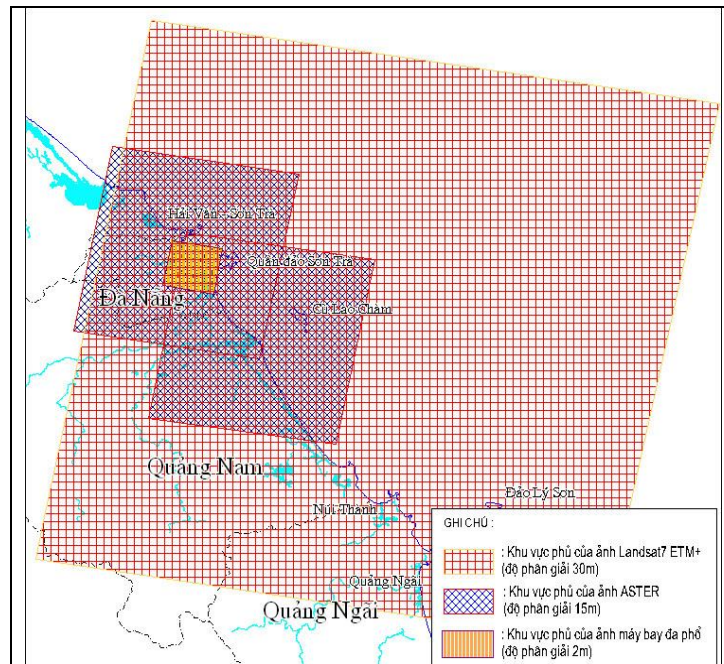 Hải Vân - Sơn Trà
Quần đảo Sơn Trà
Đà Nẵng
Cù Lao Chàm
Quảng Nam
Đảo Lý Sơn
Núi Thành
Quảng Ngãi
Quảng Ngãi
GHI CHÚ :
: Khu vực phủ của ảnh Landsat7 ETM+
(độ phân giải 30m)
: Khu vực phủ của ảnh ASTER
(độ phân giải 15m)
: Khu vực phủ của ảnh máy bay đa phổ
(độ phân giải 2m)